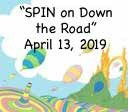 “SPIN on Down
the Road”
April 13, 2019